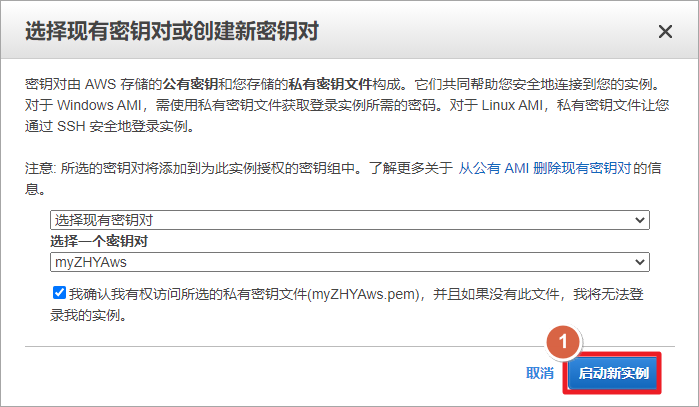 选择现有密钥对或创建新密钥对
密钥对由 AWS 存储的公有密钥和您存储的私有密钥文件构成。它们共同帮助您安全地连接到您的实例。
对于 Windows AMI，需使用私有密钥文件获取登录实例所需的密码。对于 Linux AMI，私有密钥文件让您
通过 SSH 安全地登录实例。
注意: 所选的密钥对将添加到为此实例授权的密钥组中。了解更多关于 从公有 AMI 删除现有密钥对的信
息。
选择现有密钥对
选择一个密钥对
myZHYAws
我确认我有权访问所选的私有密钥文件(myZHYAws.pem)，并且如果没有此文件，我将无法登
录我的实例。
1
取消 启动新实例